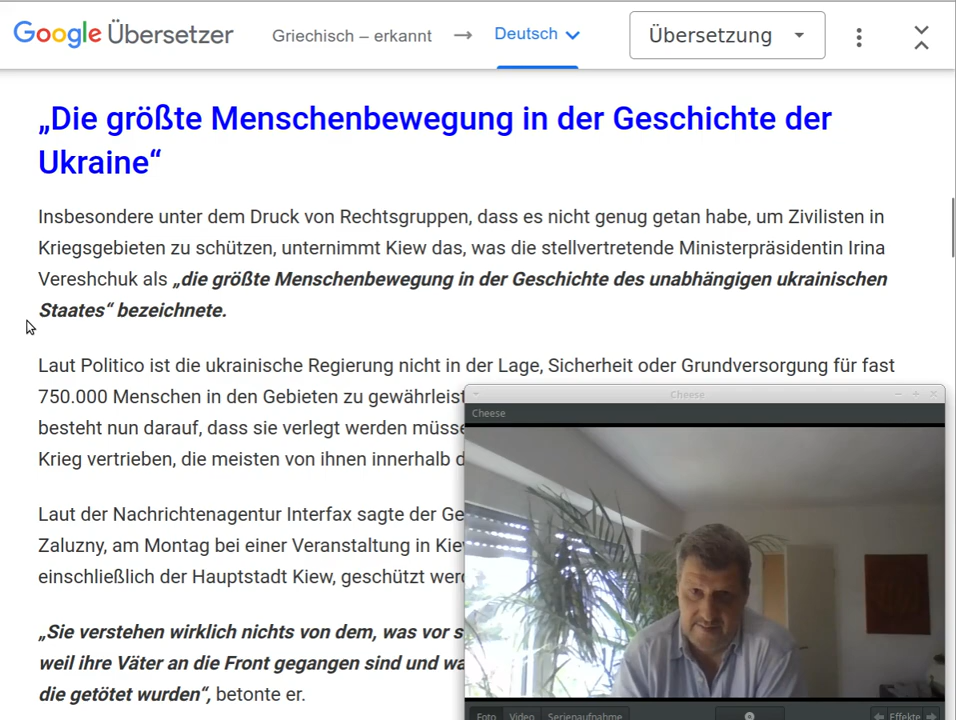 Google Übersetzer Griechisch – erkannt → Deutsch Übersetzung
„Die größte Menschenbewegung in der Geschichte der
Ukraine“
Insbesondere unter dem Druck von Rechtsgruppen, dass es nicht genug getan habe, um Zivilisten in
Kriegsgebieten zu schützen, unternimmt Kiew das, was die stellvertretende Ministerpräsidentin Irina
Vereshchuk als „die größte Menschenbewegung in der Geschichte des unabhängigen ukrainischen
Staates“ bezeichnete.
Laut Politico ist die ukrainische Regierung nicht in der Lage, Sicherheit oder Grundversorgung für fast
750.000 Menschen in den Gebieten zu gewährleist
besteht nun darauf, dass sie verlegt werden müsse
Krieg vertrieben, die meisten von ihnen innerhalb d
Laut der Nachrichtenagentur Interfax sagte der Ge
Zaluzny, am Montag bei einer Veranstaltung in Kiew
einschließlich der Hauptstadt Kiew, geschützt werd
„Sie verstehen wirklich nichts von dem, was vor s
weil ihre Väter an die Front gegangen sind und wa
die getötet wurden“, betonte er.
Cheese
Cheese
Foto Video Serienaufnahme Effekte